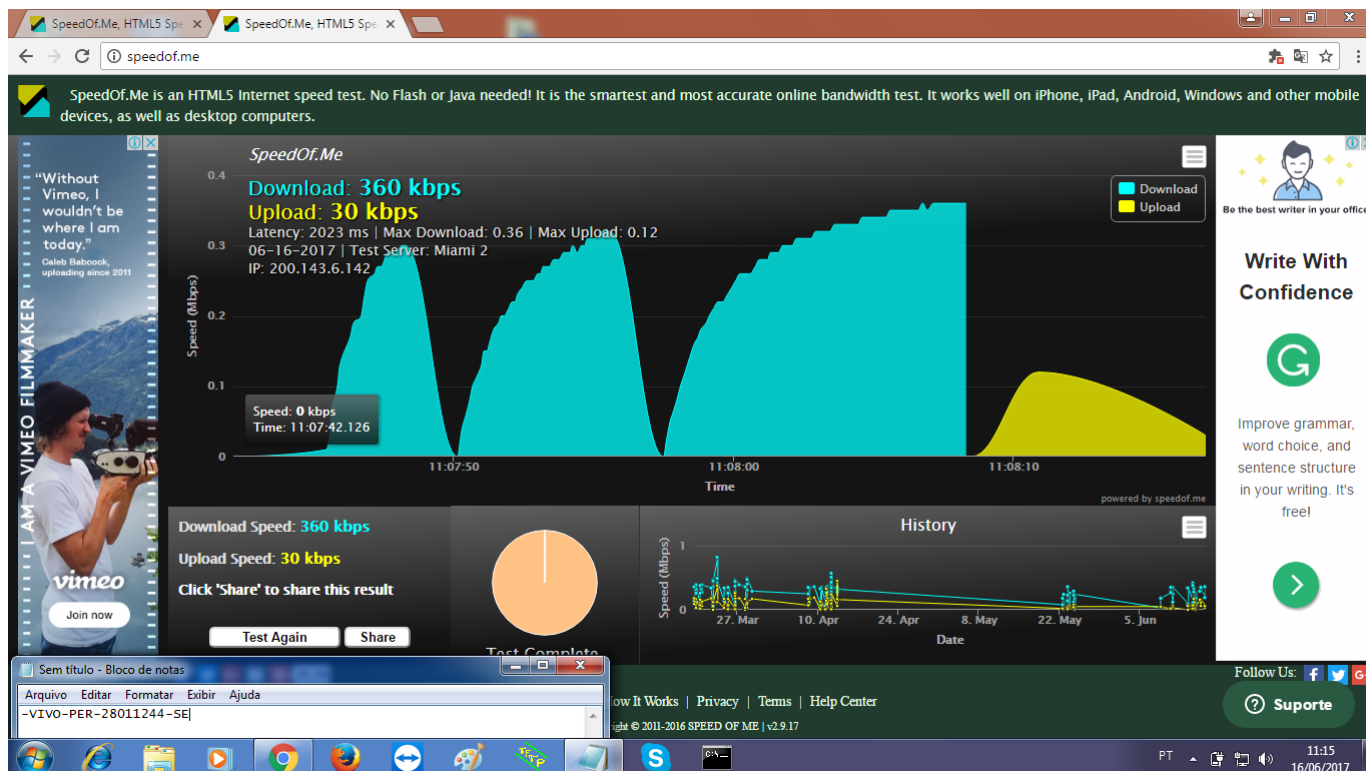 SpeedOf.Me, HTML5 Spe
SpeedOf.Me, HTML5 Spe
speedof.me
SpeedOf.Me is an HTML5 Internet speed test. No Flash or Java needed! It is the smartest and most accurate online bandwidth test. It works well on iPhone, iPad, Android, Windows and other mobile
devices, as well as desktop computers.
“Without
Vimeo, I
wouldn’t be
where I am
today.”
Caleb Babcock,
uploading since 2011
I AM A VIMEO FILMMAKER
vimeo
Join now
SpeedOf.Me
Download: 360 kbps
Upload: 30 kbps
Latency: 2023 ms | Max Download: 0.36 | Max Upload: 0.12
06-16-2017 | Test Server: Miami 2
IP: 200.143.6.142
Download
Upload
Speed (Mbps)
0.4
0.3
0.2
0.1
0
Speed: 0 kbps
Time: 11:07:42.126
11:07:50
11:08:00
11:08:10
Time
powered by speedof.me
Be the best writer in your office
Write With
Confidence
G
Improve grammar,
word choice, and
sentence structure
in your writing. It's
free!
Download Speed: 360 kbps
Upload Speed: 30 kbps
Click 'Share' to share this result
Test Again
Share
Test Complete
History
Speed (Mbps)
1
0
27. Mar
10. Apr
24. Apr
8. May
22. May
5. Jun
Date
Sem título - Bloco de notas
Arquivo Editar Formatar Exibir Ajuda
-VIVO-PER-28011244-SE
ow It Works | Privacy | Terms | Help Center
ight © 2011-2016 SPEED OF ME | v2.9.17
Follow Us:
f
G
Suporte
TFTP
S
C:\_
PT
11:15
16/06/2017